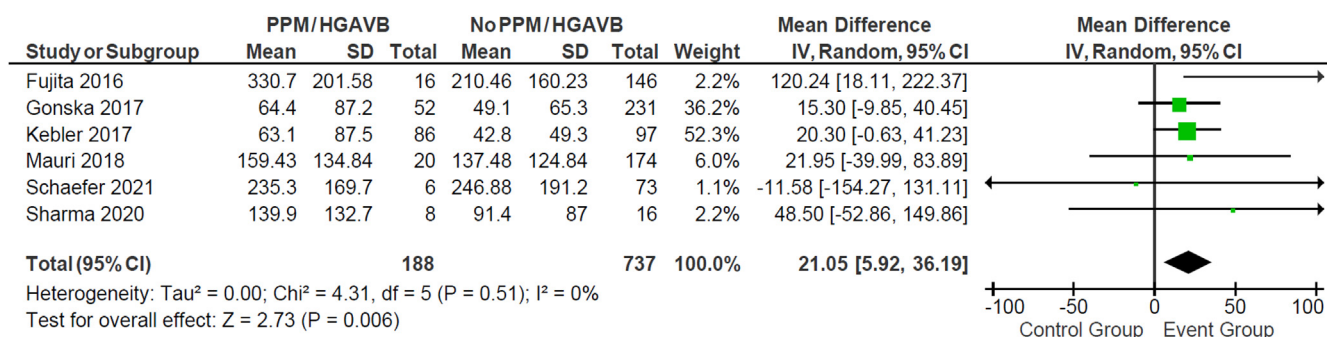 PPM/HGAVB No PPM/HGAVB Mean Difference Mean Difference
Study or Subgroup Mean SD Total Mean SD Total Weight IV, Random, 95% CI IV, Random, 95% CI
Fujita 2016 330.7 201.58 16 210.46 160.23 146 2.2% 120.24 [18.11, 222.37]
Gonska 2017 64.4 87.2 52 49.1 65.3 231 36.2% 15.30 [-9.85, 40.45]
Kebler 2017 63.1 87.5 86 42.8 49.3 97 52.3% 20.30 [-0.63, 41.23]
Mauri 2018 159.43 134.84 20 137.48 124.84 174 6.0% 21.95 [-39.99, 83.89]
Schaefer 2021 235.3 169.7 6 246.88 191.2 73 1.1% -11.58 [-154.27, 131.11]
Sharma 2020 139.9 132.7 8 91.4 87 16 2.2% 48.50 [-52.86, 149.86]
Total (95% CI) 188 737 100.0% 21.05 [5.92, 36.19]
Heterogeneity: Tau² = 0.00; Chi² = 4.31, df = 5 (P = 0.51); I² = 0%
Test for overall effect: Z = 2.73 (P = 0.006)
-100 -50 0 50 100
Control Group Event Group